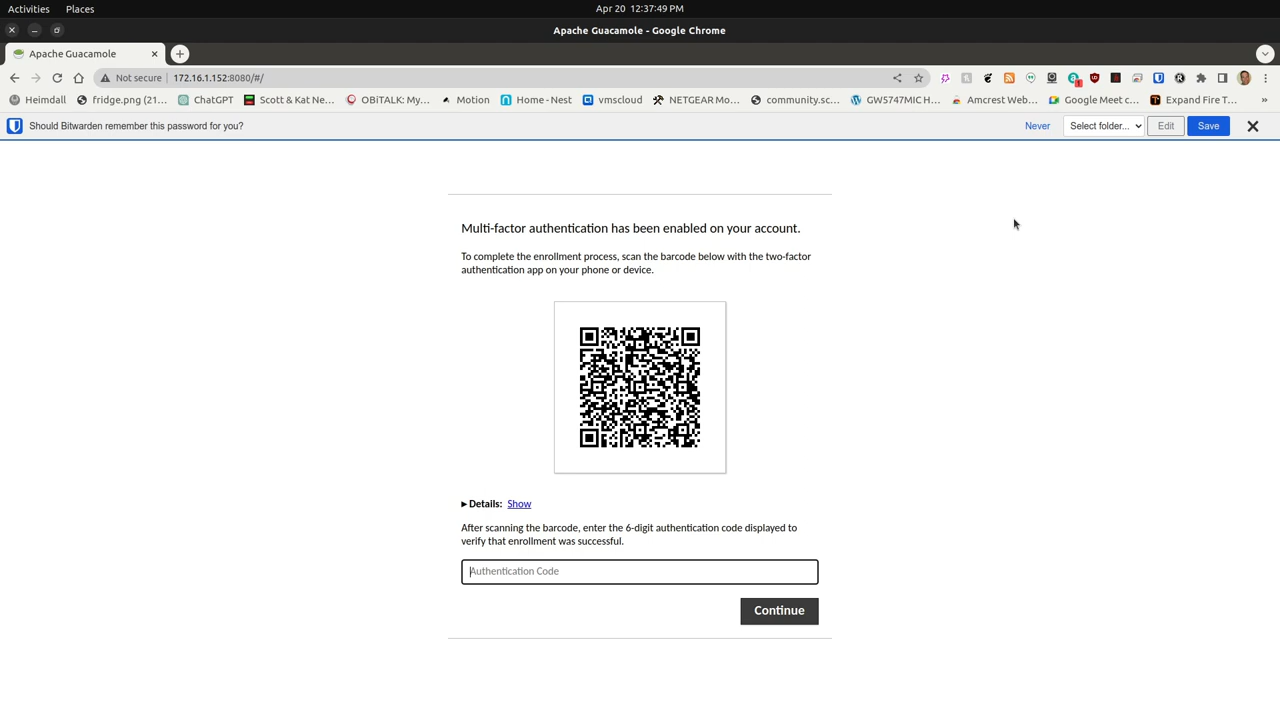 Activities Places Apr 20 12:37:49 PM
Apache Guacamole - Google Chrome
Apache Guacamole
Not secure 172.16.1.152:8080/#/
Heimdall fridge.png (21... ChatGPT Scott & Kat Ne... OBiTALK: My... Motion Home - Nest vmscloud NETGEAR Mo... community.sc... GW5747MIC H... Amcrest Web... Google Meet c... Expand Fire T... »
Should Bitwarden remember this password for you? Never Select folder... Edit Save
Multi-factor authentication has been enabled on your account.
To complete the enrollment process, scan the barcode below with the two-factor
authentication app on your phone or device.
Details: Show
After scanning the barcode, enter the 6-digit authentication code displayed to
verify that enrollment was successful.
Authentication Code
Continue